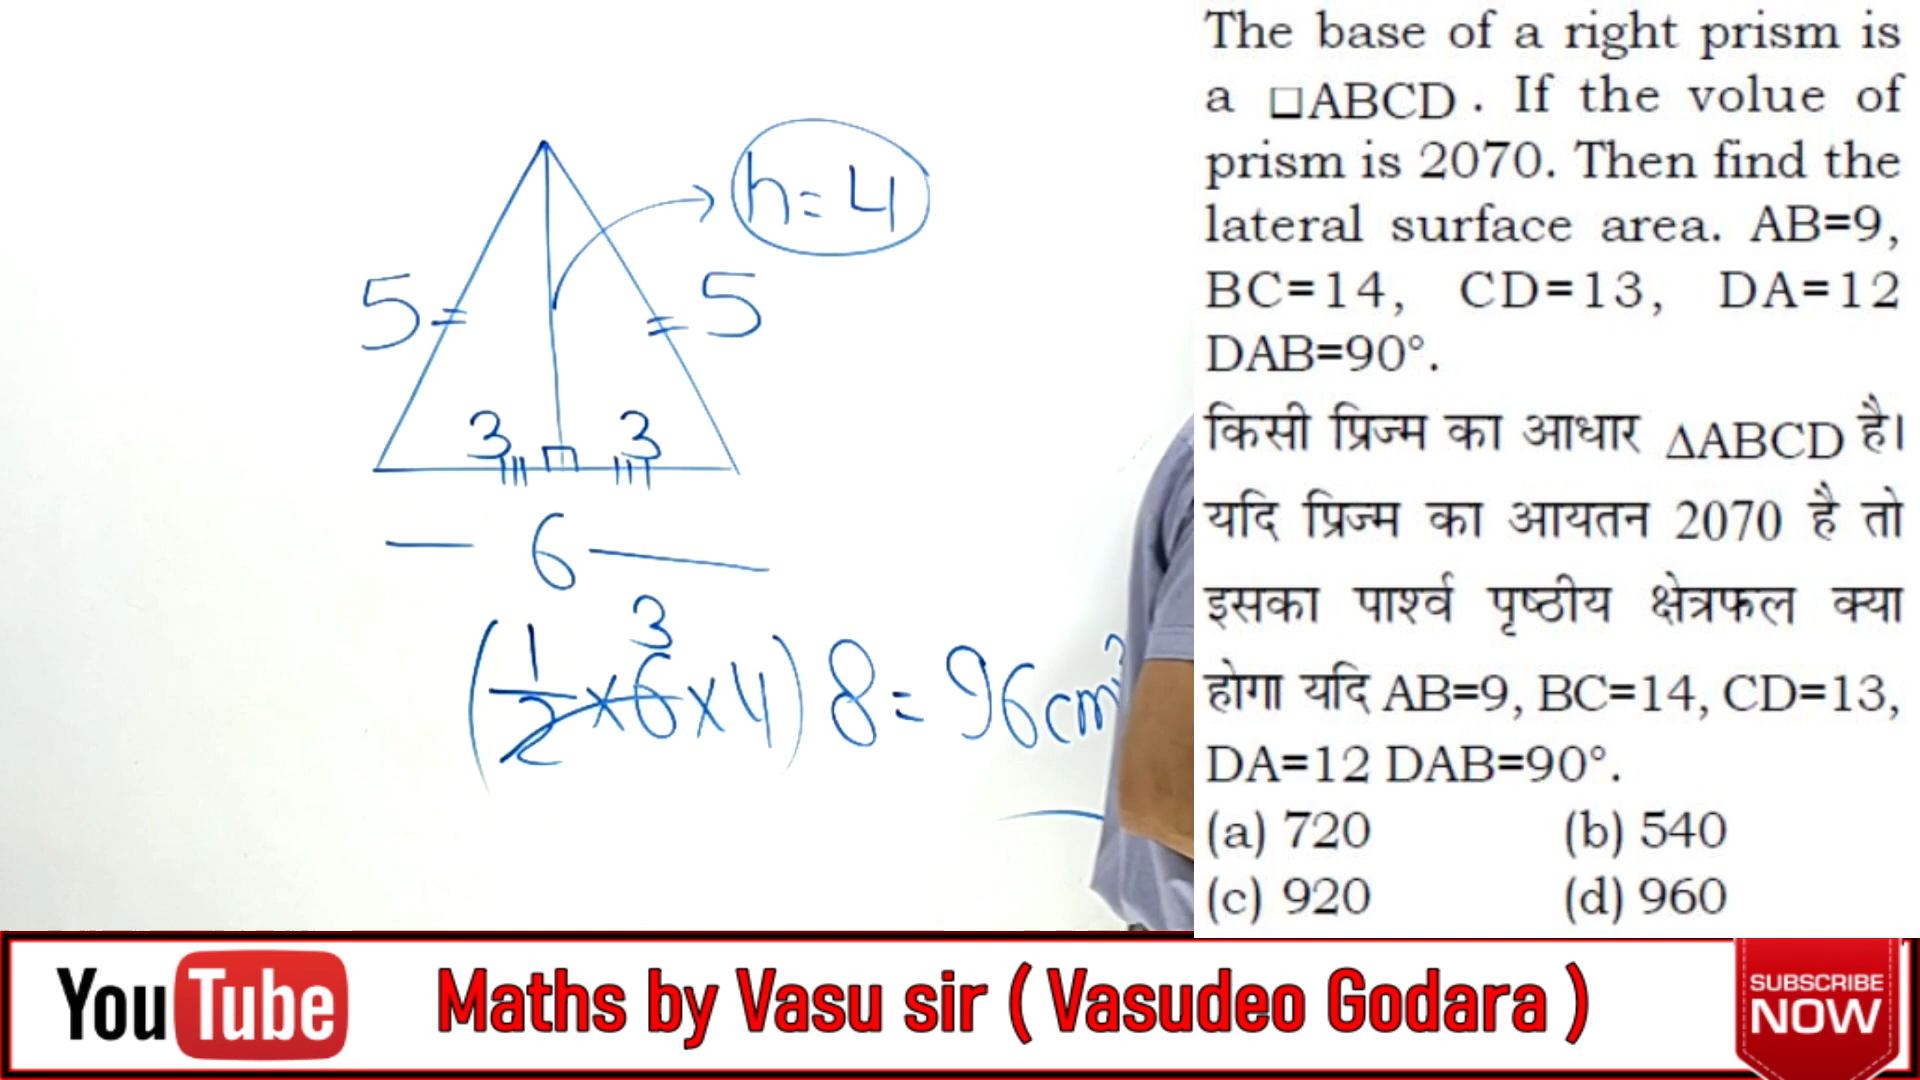 h=4
5
5
3
3
6
3
(1/2×6×4)8=96cm³
The base of a right prism is
a □ABCD. If the volue of
prism is 2070. Then find the
lateral surface area. AB=9,
BC=14, CD=13, DA=12
DAB=90°.
किसी प्रिज्म का आधार ΔABCD है।
यदि प्रिज्म का आयतन 2070 है तो
इसका पार्श्व पृष्ठीय क्षेत्रफल क्या
होगा यदि AB=9, BC=14, CD=13,
DA=12 DAB=90°.
(a) 720 (b) 540
(c) 920 (d) 960
YouTube
Maths by Vasu sir ( Vasudeo Godara )
SUBSCRIBE
NOW